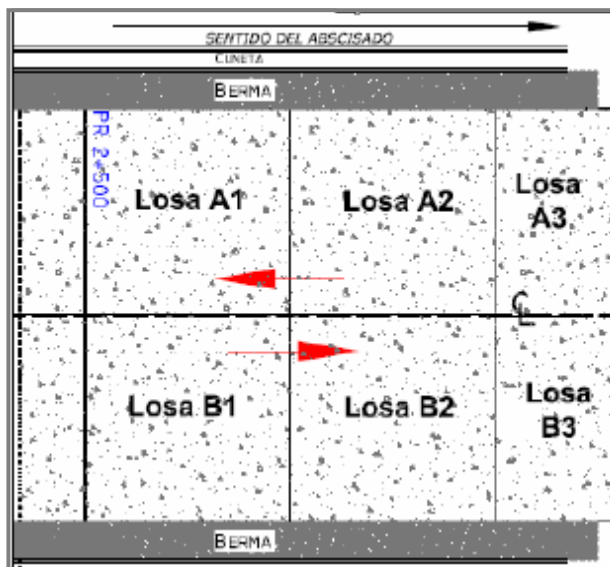 SENTIDO DEL ABSCISADO
CUNETA
BERMA
PR 2+500
Losa A1
Losa A2
Losa
A3
CL
Losa B1
Losa B2
Losa
B3
BERMA